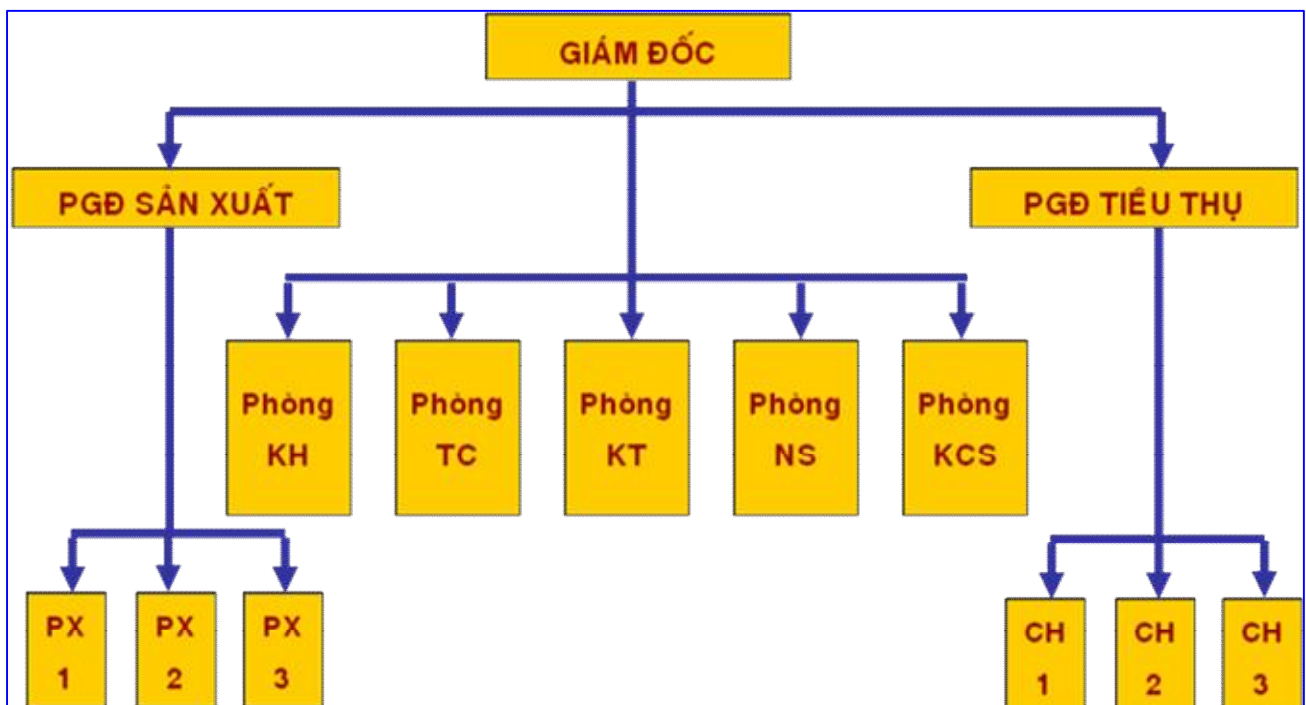 GIÁM ĐỐC
PGĐ SẢN XUẤT
PGĐ TIÊU THỤ
Phòng
KH
Phòng
TC
Phòng
KT
Phòng
NS
Phòng
KCS
PX
1
PX
2
PX
3
CH
1
CH
2
CH
3